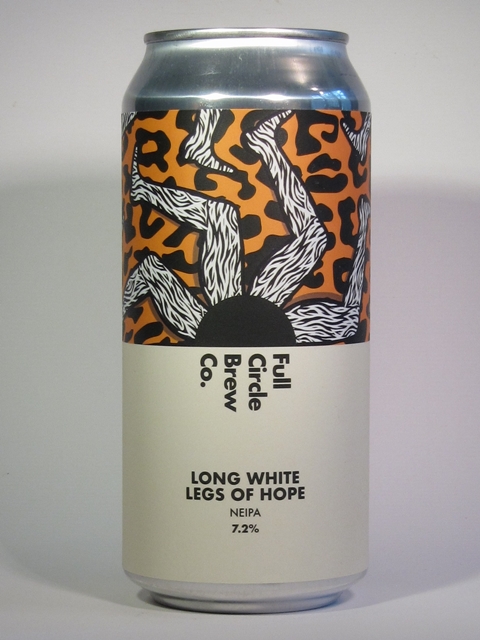 Full
Circle
Brew
Co.
LONG WHITE
LEGS OF HOPE
NEIPA
7.2%